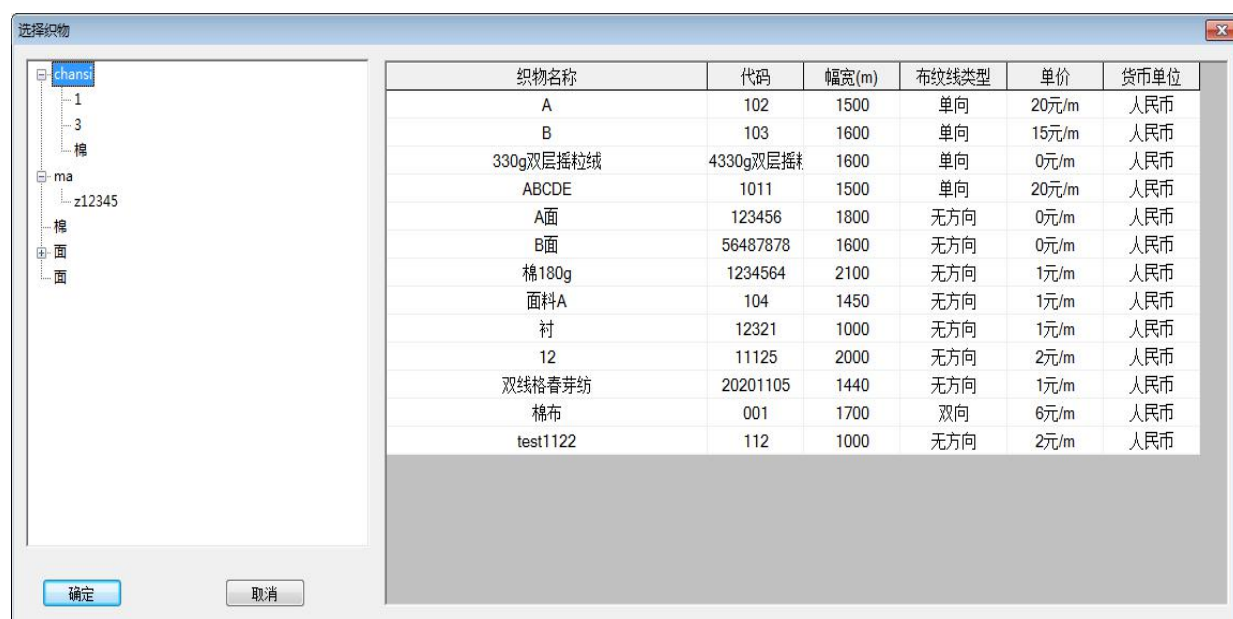 选择织物
chansi
1
3
棉
ma
z12345
棉
面
面
织物名称 代码 幅宽(m) 布纹线类型 单价 货币单位
A 102 1500 单向 20元/m 人民币
B 103 1600 单向 15元/m 人民币
330g双层摇粒绒 4330g双层摇 1600 单向 0元/m 人民币
ABCDE 1011 1500 单向 20元/m 人民币
A面 123456 1800 无方向 0元/m 人民币
B面 56487878 1600 无方向 0元/m 人民币
棉180g 1234564 2100 无方向 1元/m 人民币
面料A 104 1450 无方向 1元/m 人民币
衬 12321 1000 无方向 1元/m 人民币
12 11125 2000 无方向 2元/m 人民币
双线格春芽纺 20201105 1440 无方向 1元/m 人民币
棉布 001 1700 双向 6元/m 人民币
test1122 112 1000 无方向 2元/m 人民币
确定 取消